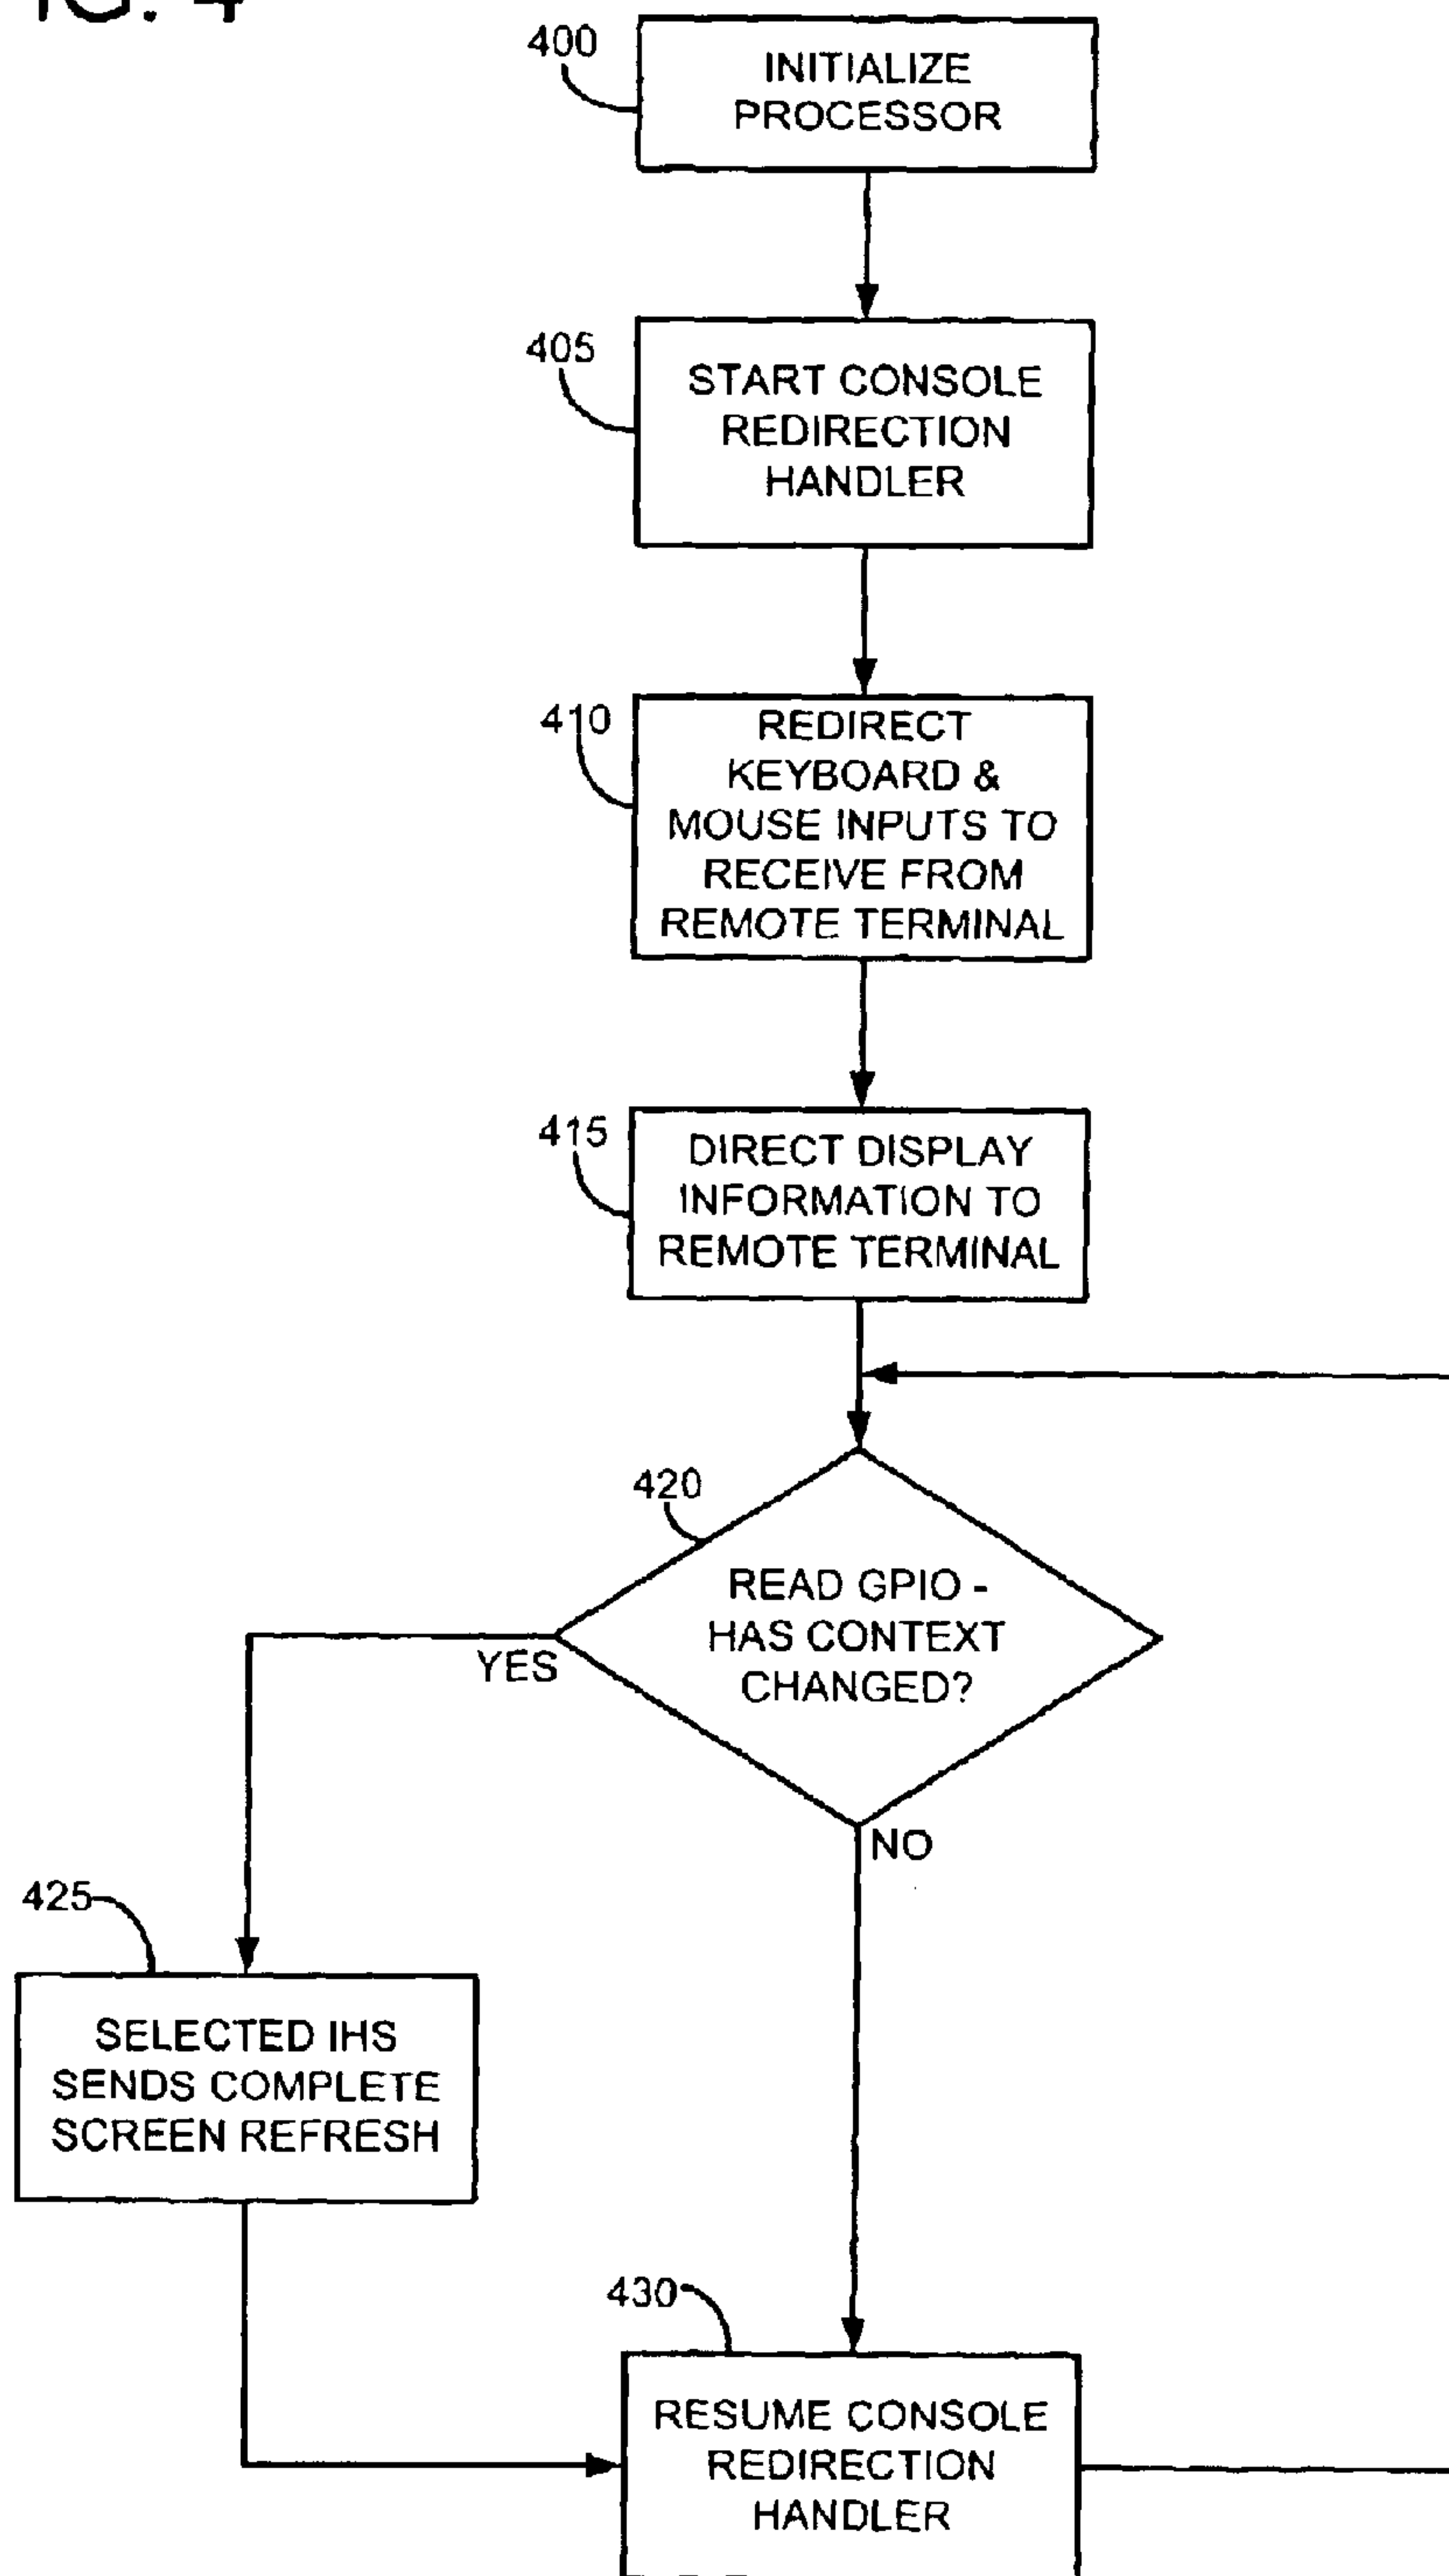 IG. 4
400
INITIALIZE
PROCESSOR
405
START CONSOLE
REDIRECTION
HANDLER
410
REDIRECT
KEYBOARD &
MOUSE INPUTS TO
RECEIVE FROM
REMOTE TERMINAL
415
DIRECT DISPLAY
INFORMATION TO
REMOTE TERMINAL
420
READ GPIO -
HAS CONTEXT
CHANGED?
YES
NO
425
SELECTED IHS
SENDS COMPLETE
SCREEN REFRESH
430
RESUME CONSOLE
REDIRECTION
HANDLER